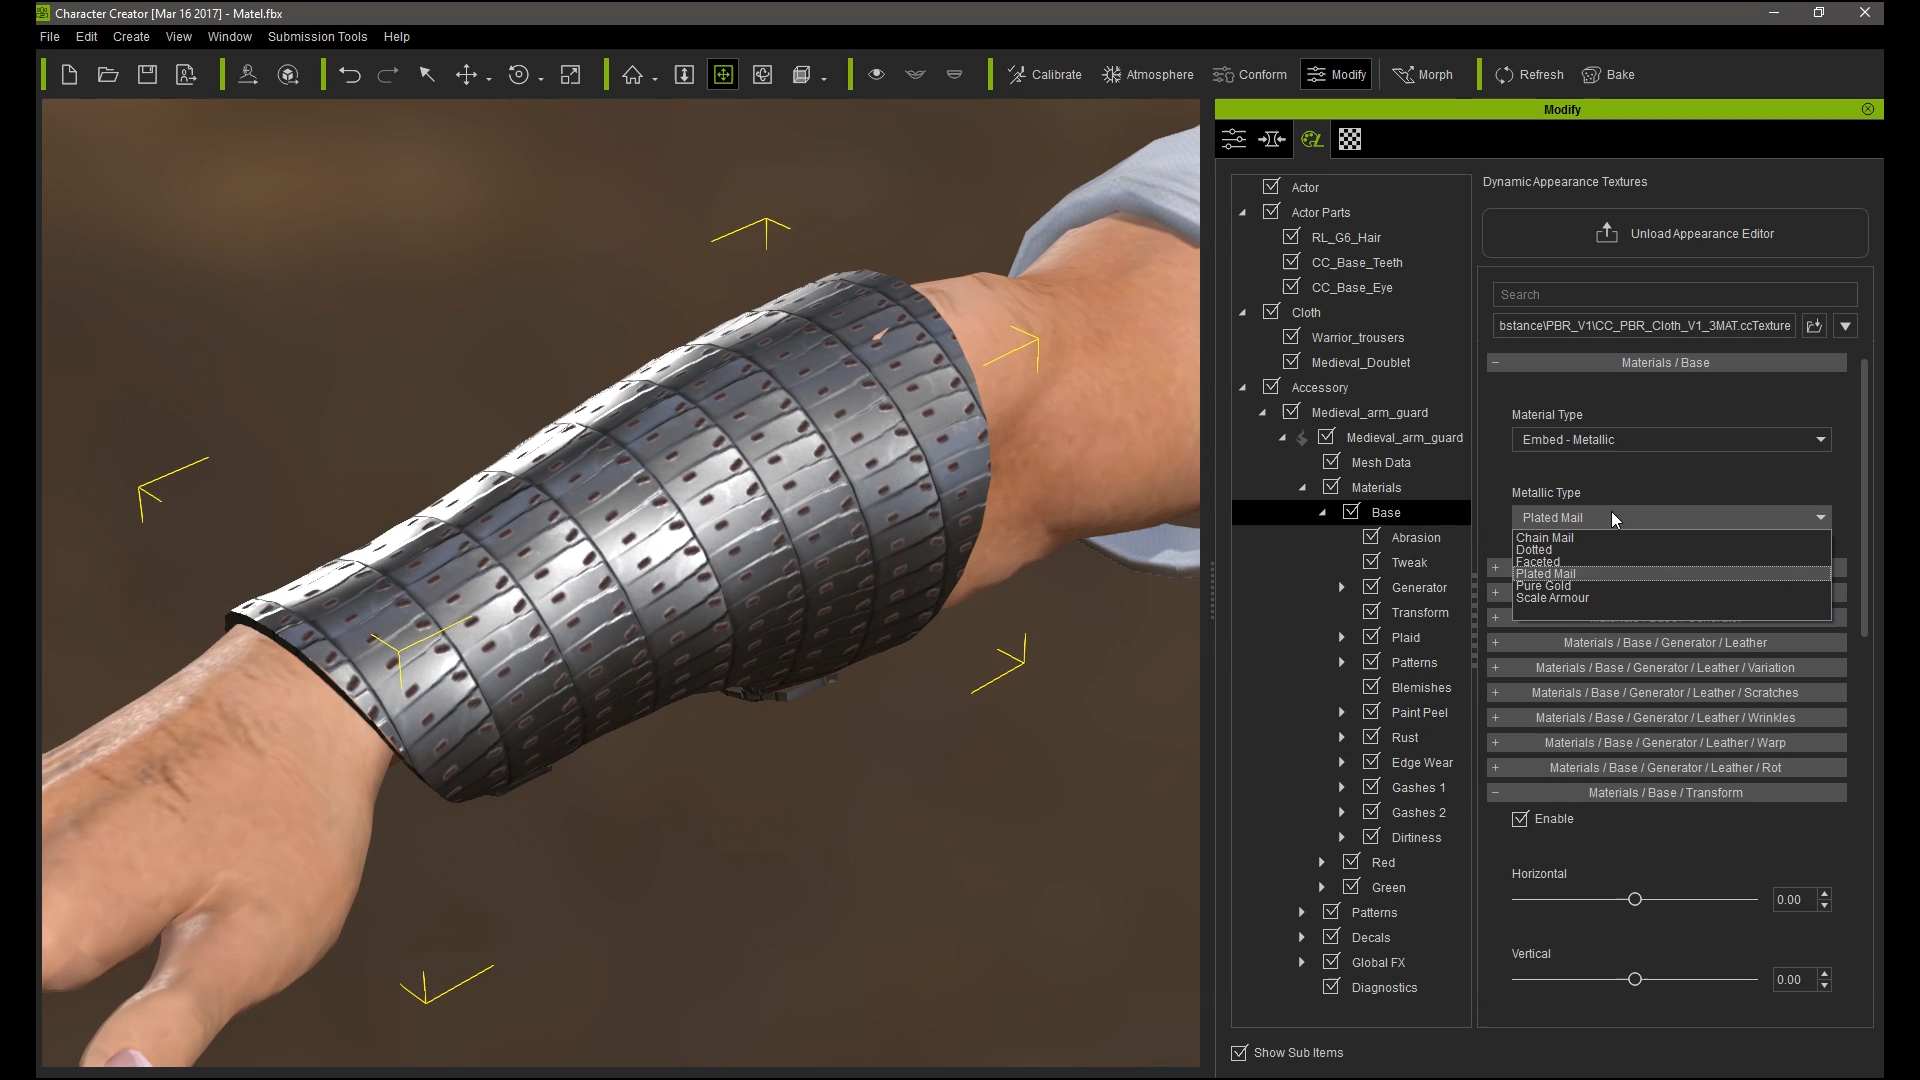 Character Creator [Mar 16 2017] - Matel.fbx
File Edit Create View Window Submission Tools Help
Calibrate Atmosphere Conform Modify Morph Refresh Bake
Modify
Actor
Actor Parts
RL_G6_Hair
CC_Base_Teeth
CC_Base_Eye
Cloth
Warrior_trousers
Medieval_Doublet
Accessory
Medieval_arm_guard
Medieval_arm_guard
Mesh Data
Materials
Base
Abrasion
Tweak
Generator
Transform
Plaid
Patterns
Blemishes
Paint Peel
Rust
Edge Wear
Gashes 1
Gashes 2
Dirtiness
Red
Green
Patterns
Decals
Global FX
Diagnostics
Show Sub Items
Dynamic Appearance Textures
Unload Appearance Editor
Search
bstance\PBR_V1\CC_PBR_Cloth_V1_3MAT.ccTexture
Materials / Base
Material Type
Embed - Metallic
Metallic Type
Plated Mail
Chain Mail
Dotted
Faceted
Plated Mail
Pure Gold
Scale Armour
Materials / Base / Generator / Leather
Materials / Base / Generator / Leather / Variation
Materials / Base / Generator / Leather / Scratches
Materials / Base / Generator / Leather / Wrinkles
Materials / Base / Generator / Leather / Warp
Materials / Base / Generator / Leather / Rot
Materials / Base / Transform
Enable
Horizontal
0.00
Vertical
0.00